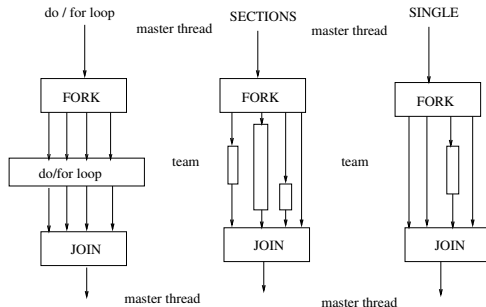 do / for loop
master thread
SECTIONS
master thread
SINGLE
FORK
FORK
FORK
do/for loop
team
team
JOIN
JOIN
JOIN
master thread
master thread